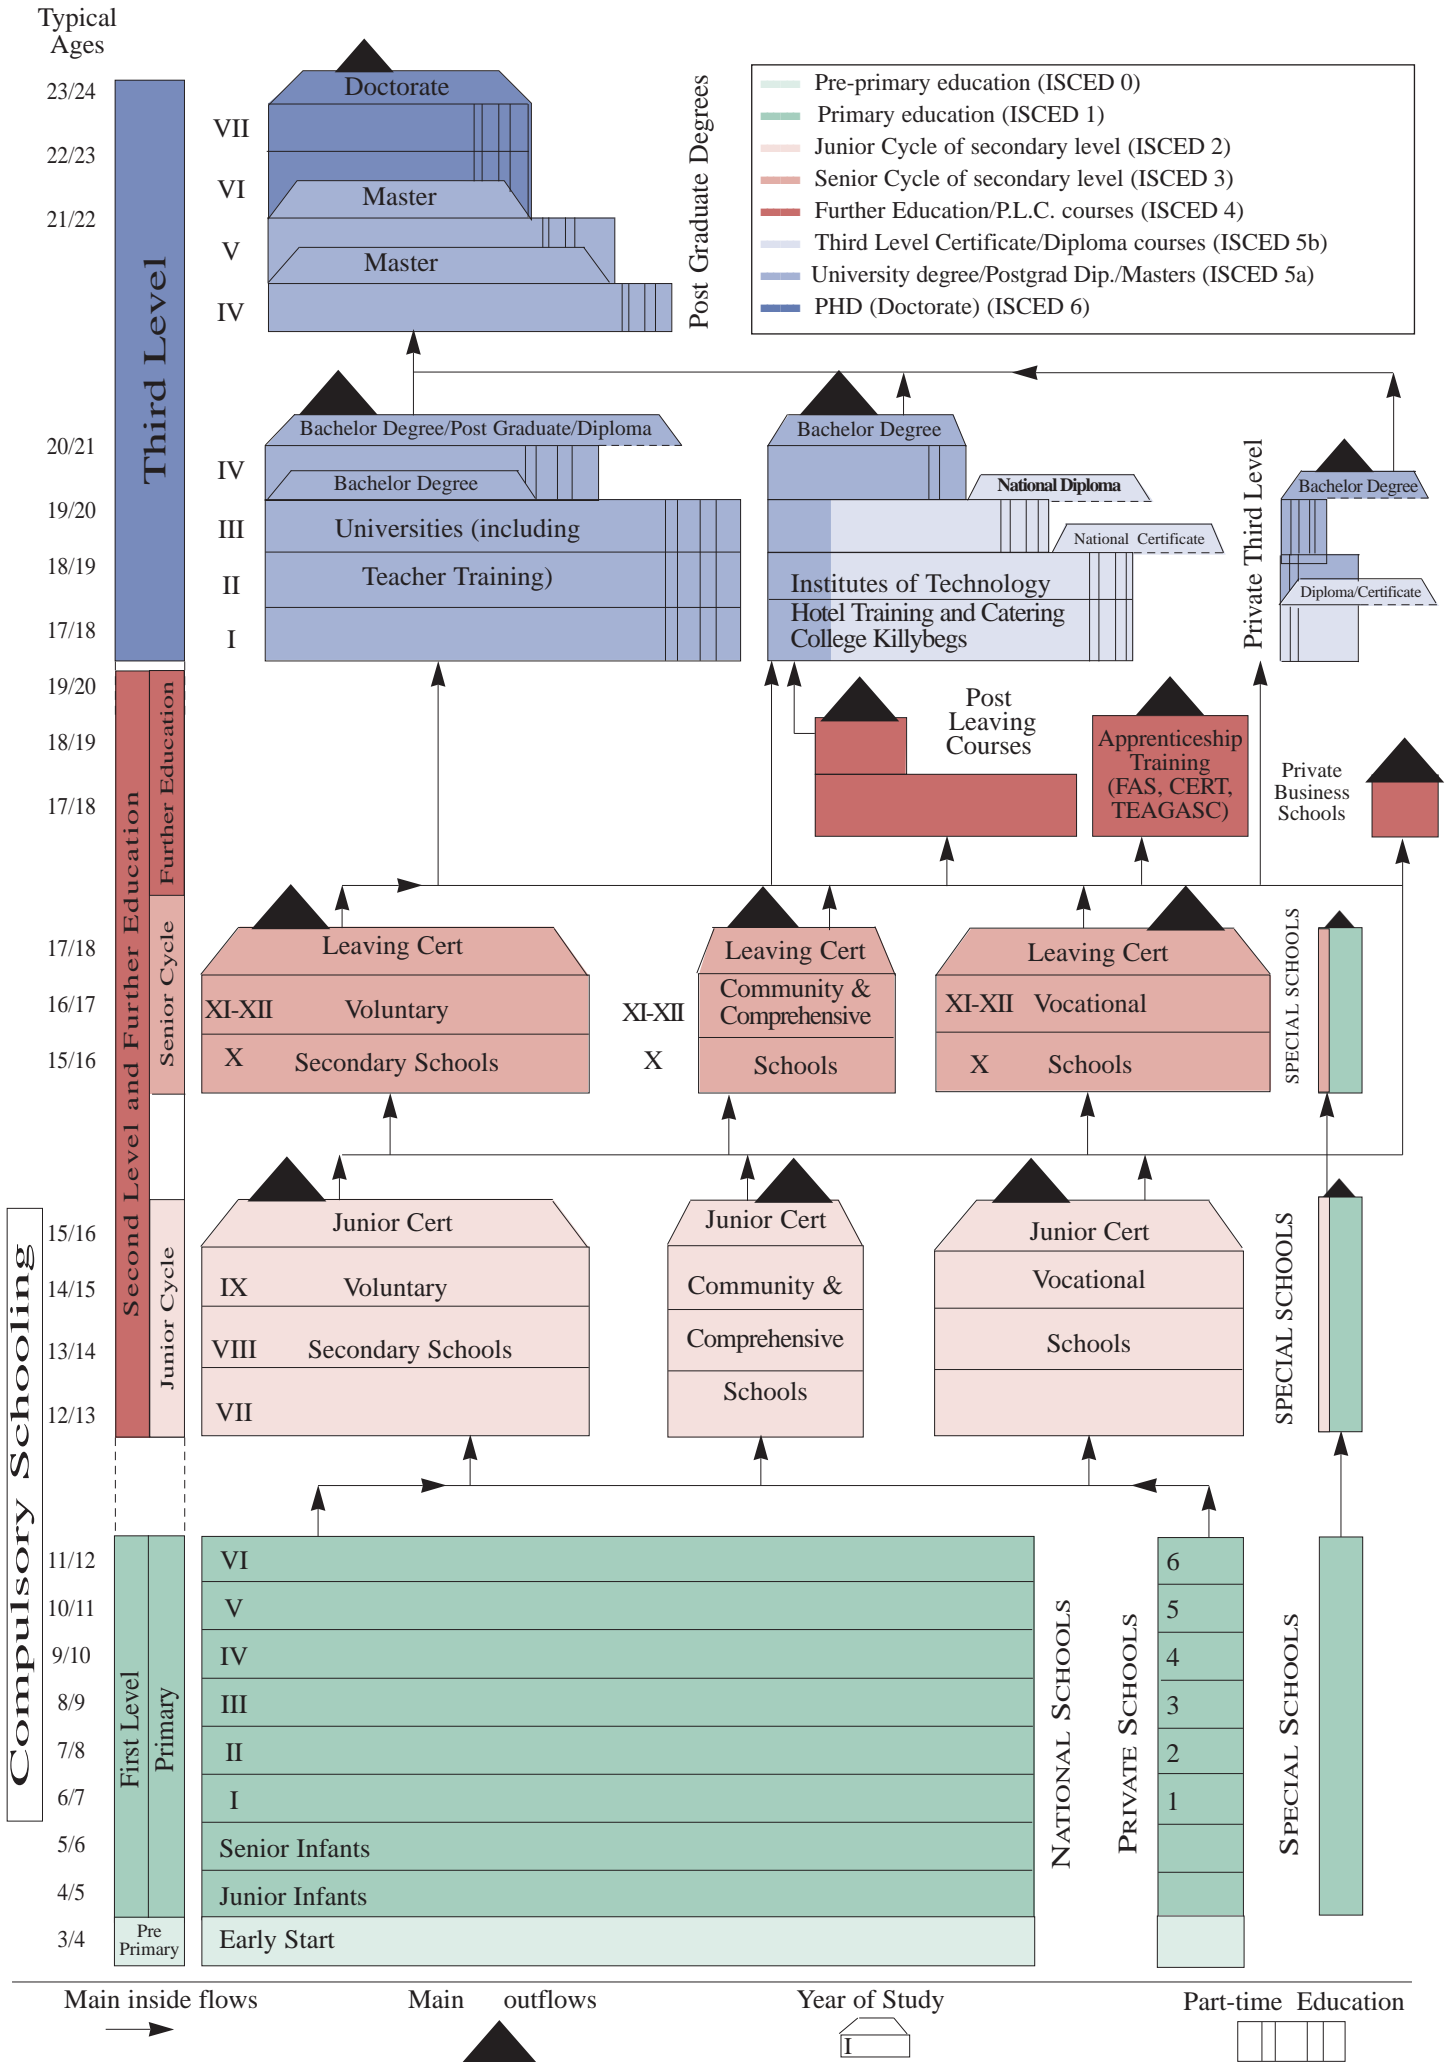 Typical
Ages
23/24
22/23
21/22
20/21
19/20
18/19
17/18
19/20
18/19
17/18
17/18
16/17
15/16
15/16
14/15
13/14
12/13
11/12
10/11
9/10
8/9
7/8
6/7
5/6
4/5
3/4
Compulsory Schooling
Third Level
Second Level and Further Education
Further Education
Senior Cycle
Junior Cycle
First Level
Primary
Pre
Primary
Doctorate
VII
VI
Master
V
Master
IV
Post Graduate Degrees
Pre-primary education (ISCED 0)
Primary education (ISCED 1)
Junior Cycle of secondary level (ISCED 2)
Senior Cycle of secondary level (ISCED 3)
Further Education/P.L.C. courses (ISCED 4)
Third Level Certificate/Diploma courses (ISCED 5b)
University degree/Postgrad Dip./Masters (ISCED 5a)
PHD (Doctorate) (ISCED 6)
Bachelor Degree/Post Graduate/Diploma
IV
Bachelor Degree
III
Universities (including
II
Teacher Training)
I
Bachelor Degree
National Diploma
National Certificate
Institutes of Technology
Hotel Training and Catering
College Killybegs
Private Third Level
Bachelor Degree
Diploma/Certificate
Post
Leaving
Courses
Apprenticeship
Training
(FAS, CERT,
TEAGASC)
Private
Business
Schools
Leaving Cert
XI-XII
Voluntary
X
Secondary Schools
Leaving Cert
XI-XII
Community &
Comprehensive
X
Schools
Leaving Cert
XI-XII
Vocational
X
Schools
SPECIAL SCHOOLS
Junior Cert
IX
Voluntary
VIII
Secondary Schools
VII
Junior Cert
Community &
Comprehensive
Schools
Junior Cert
Vocational
Schools
SPECIAL SCHOOLS
VI
V
IV
III
II
I
Senior Infants
Junior Infants
Early Start
NATIONAL SCHOOLS
PRIVATE SCHOOLS
6
5
4
3
2
1
SPECIAL SCHOOLS
Main inside flows
Main outflows
Year of Study
I
Part-time Education